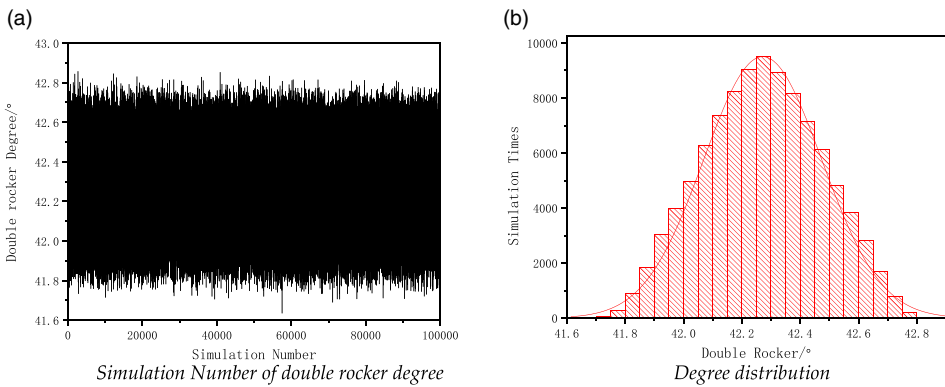 (a)
43.0
42.8
42.6
42.4
42.2
42.0
41.8
41.6
Double rocker Degree/°
0 20000 40000 60000 80000 100000
Simulation Number
Simulation Number of double rocker degree
(b)
10000
8000
6000
4000
2000
0
Simulation Times
41.6 41.8 42.0 42.2 42.4 42.6 42.8
Double Rocker/°
Degree distribution